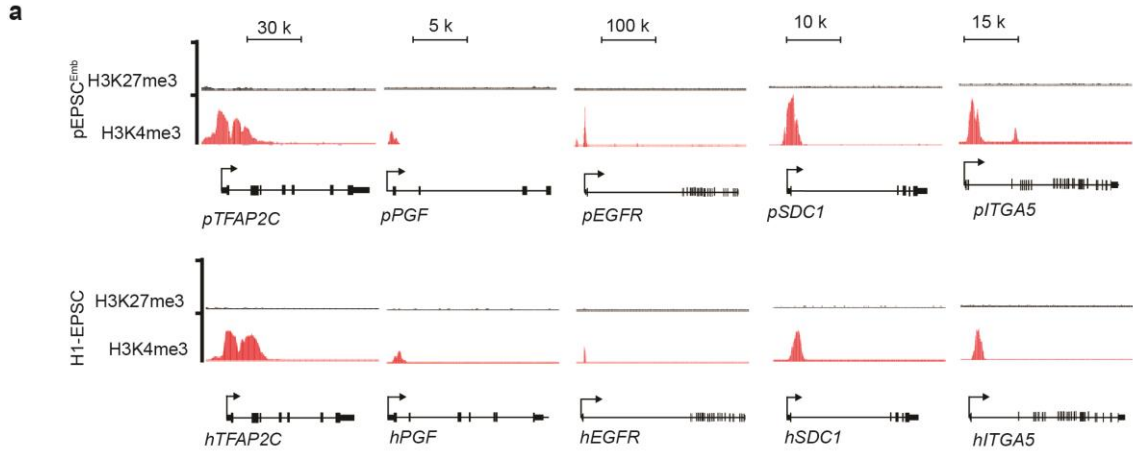 a
30 k 5 k 100 k 10 k 15 k
pEPSC^Emb
H3K27me3
H3K4me3
pTFAP2C pPGF pEGFR pSDC1 pITGA5
H1-EPSC
H3K27me3
H3K4me3
hTFAP2C hPGF hEGFR hSDC1 hITGA5